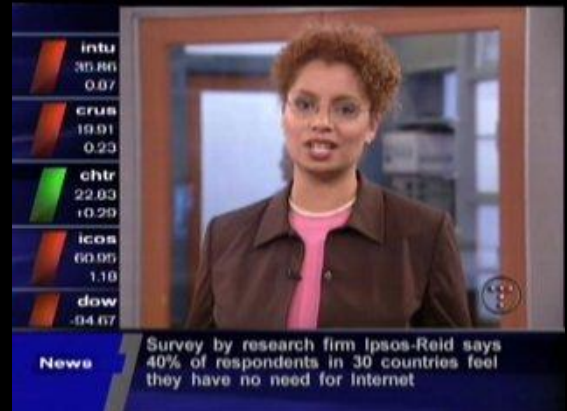 intu
35.86
0.87
crus
19.91
0.23
chtr
22.83
+0.29
icos
60.95
1.18
dow
-94.67
News
Survey by research firm Ipsos-Reid says
40% of respondents in 30 countries feel
they have no need for Internet